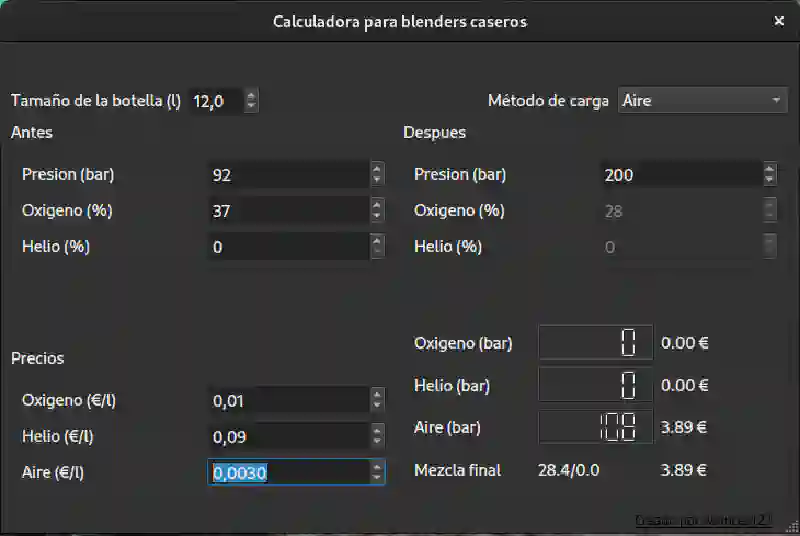 Calculadora para blenders caseros
Tamaño de la botella (l) 12,0 Método de carga Aire
Antes Despues
Presion (bar) 92 Presion (bar) 200
Oxigeno (%) 37 Oxigeno (%) 28
Helio (%) 0 Helio (%) 0
Oxigeno (bar) 0 0.00 €
Precios
Helio (bar) 0 0.00 €
Oxigeno (€/l) 0,01
Aire (bar) 108 3.89 €
Helio (€/l) 0,09
Mezcla final 28.4/0.0 3.89 €
Aire (€/l) 0,0030